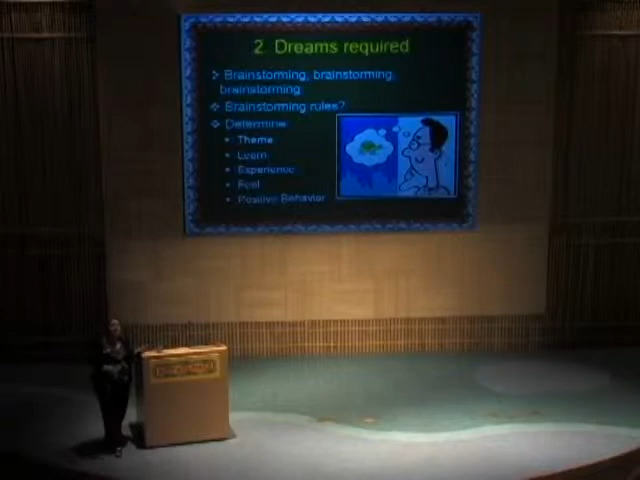 2. Dreams required
Brainstorming, brainstorming,
brainstorming
Brainstorming rules?
Determine
Theme
Learn
Experience
Feel
Positive Behavior